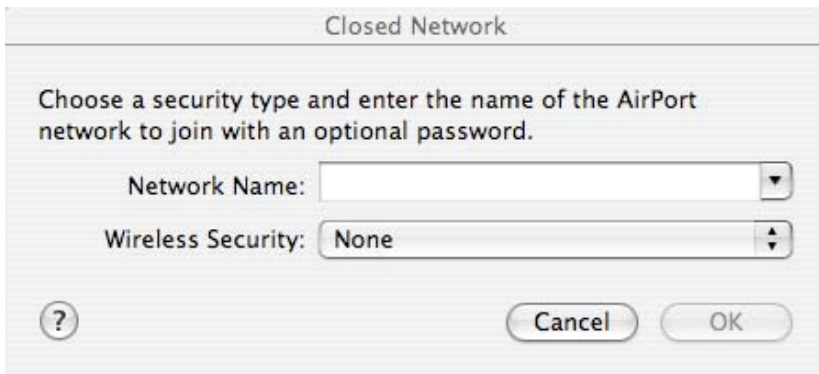 Closed Network
Choose a security type and enter the name of the AirPort
network to join with an optional password.
Network Name:
Wireless Security: None
? Cancel OK